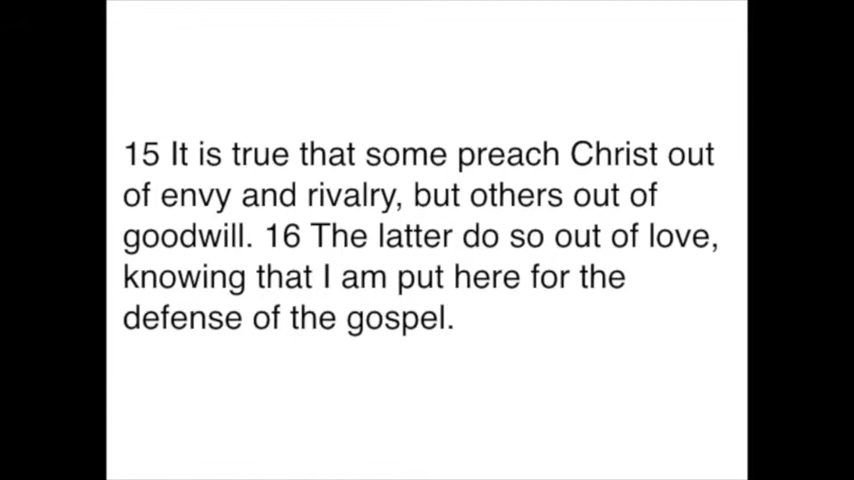 15 It is true that some preach Christ out
of envy and rivalry, but others out of
goodwill. 16 The latter do so out of love,
knowing that I am put here for the
defense of the gospel.